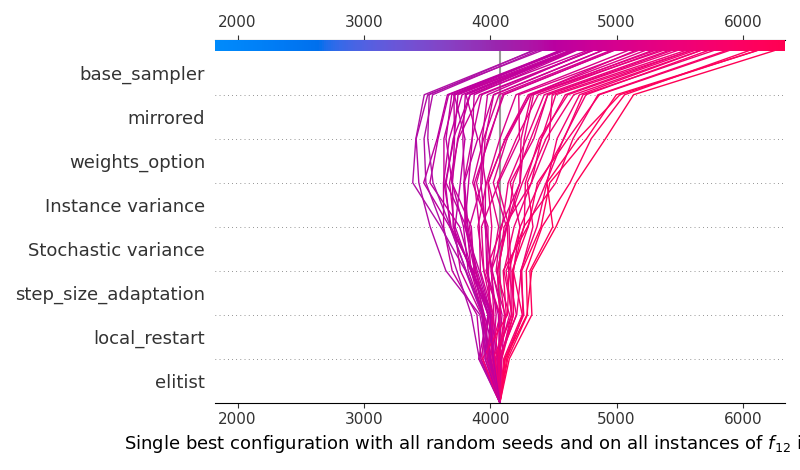 2000 3000 4000 5000 6000
base_sampler
mirrored
weights_option
Instance variance
Stochastic variance
step_size_adaptation
local_restart
elitist
2000 3000 4000 5000 6000
Single best configuration with all random seeds and on all instances of f12 i